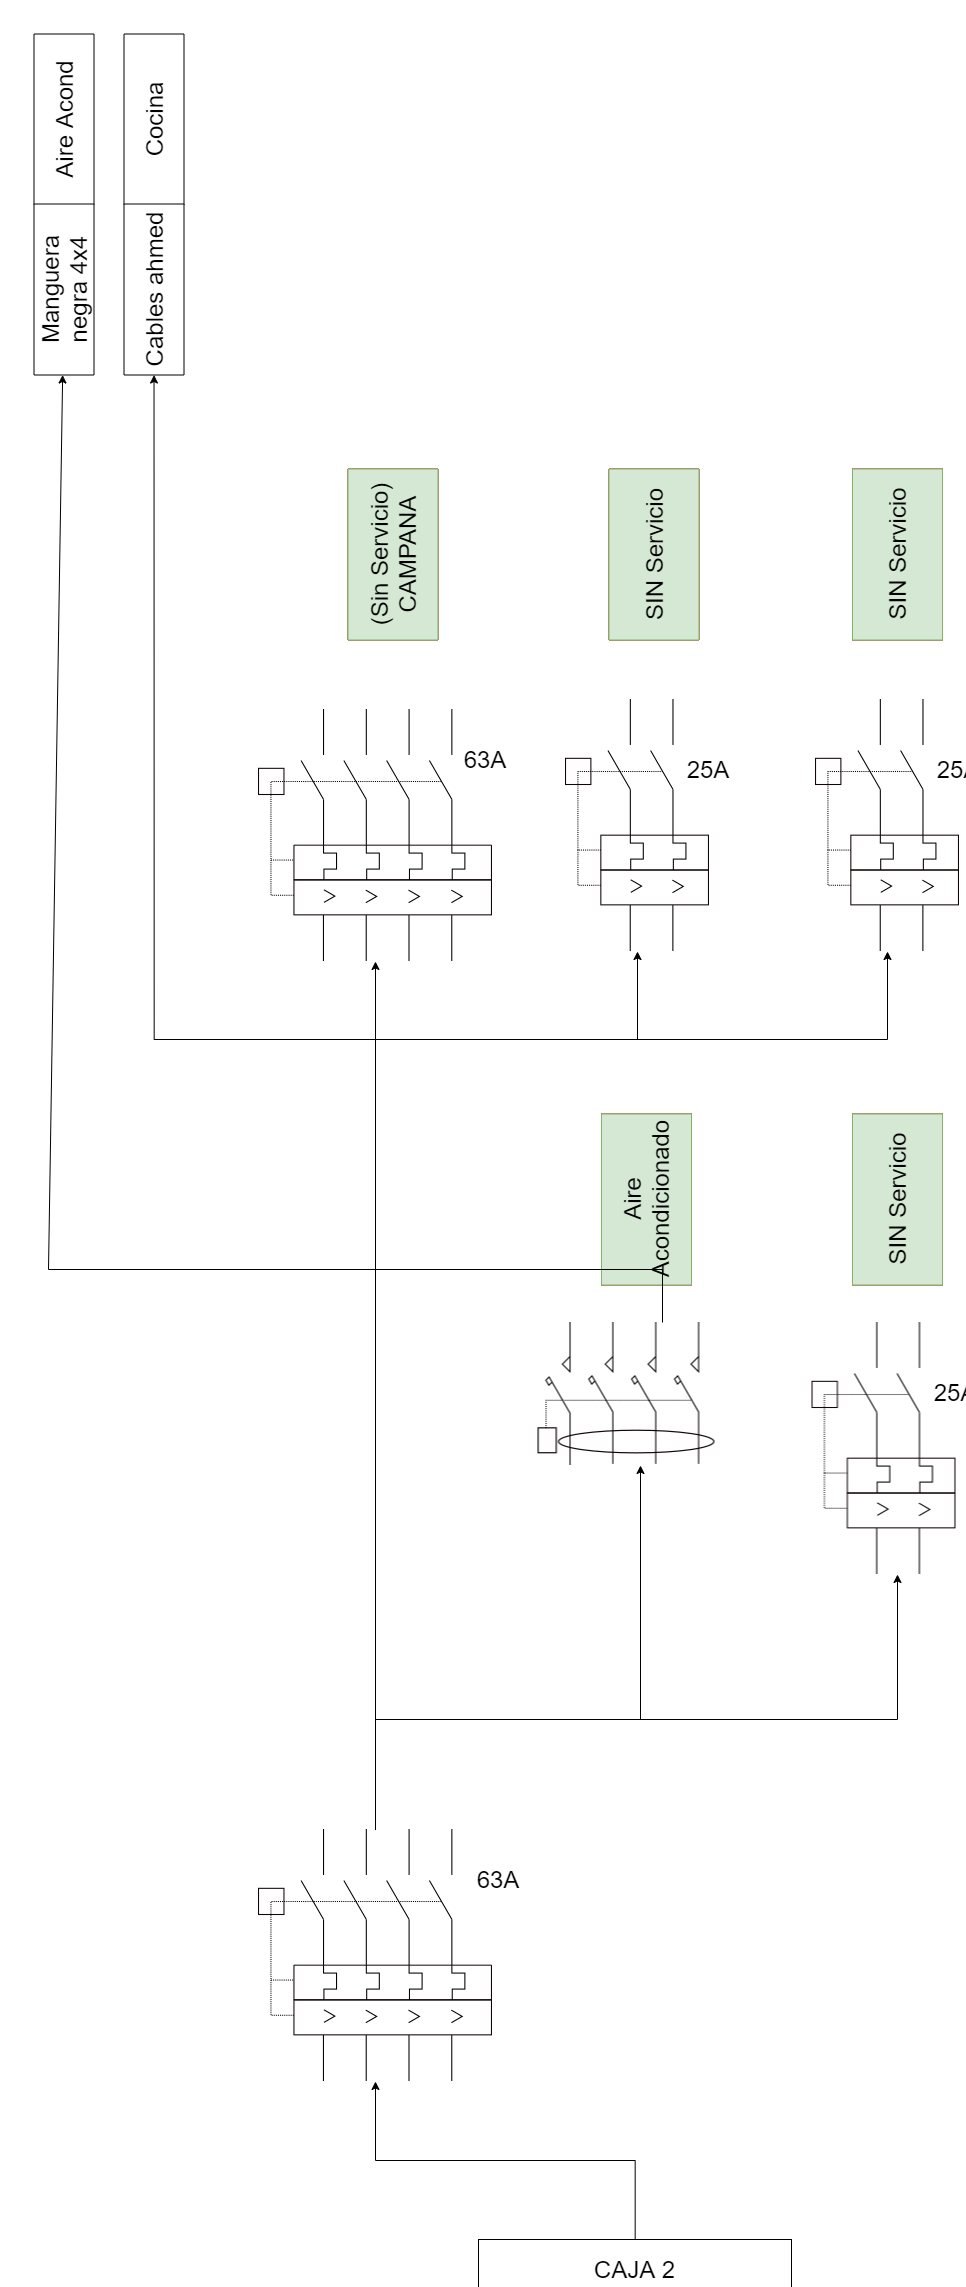 Aire Acond
Manguera
negra 4x4
Cocina
Cables ahmed
(Sin Servicio)
CAMPANA
SIN Servicio
SIN Servicio
63A
25A
25A
Aire
Acondicionado
SIN Servicio
25A
63A
CAJA 2